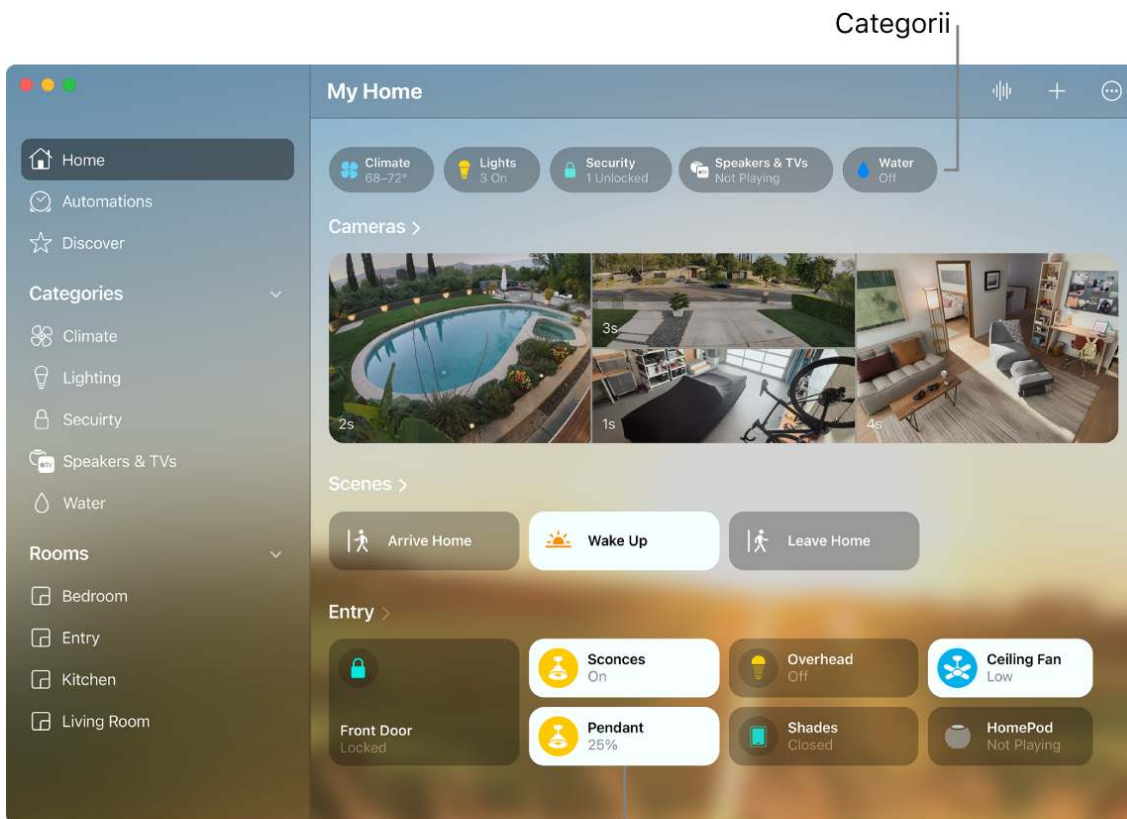 Categorii
My Home
Home
Automations
Discover
Categories
Climate
Lighting
Secuirty
Speakers & TVs
Water
Rooms
Bedroom
Entry
Kitchen
Living Room
Climate
68–72°
Lights
3 On
Security
1 Unlocked
Speakers & TVs
Not Playing
Water
Off
Cameras >
2s
3s
1s
4s
Scenes >
Arrive Home
Wake Up
Leave Home
Entry >
Front Door
Locked
Sconces
On
Overhead
Off
Ceiling Fan
Low
Pendant
25%
Shades
Closed
HomePod
Not Playing